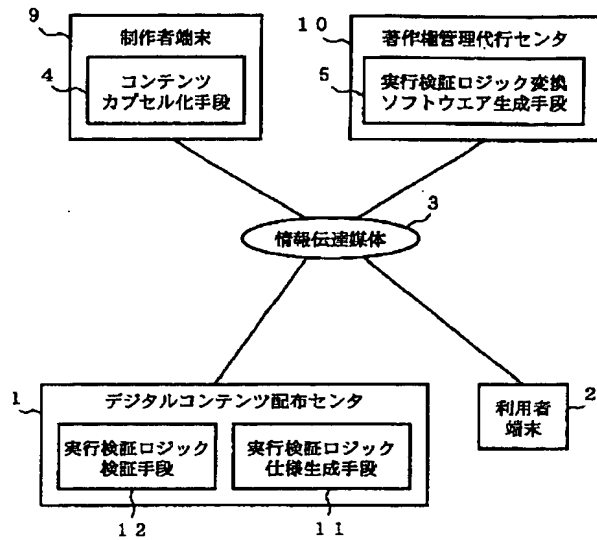 9
制作者端末
4
コンテンツ
カプセル化手段
10
著作権管理代行センタ
5
実行検証ロジック変換
ソフトウエア生成手段
3
情報伝達媒体
1
デジタルコンテンツ配布センタ
実行検証ロジック
検証手段
実行検証ロジック
仕様生成手段
12
11
利用者
端末
2